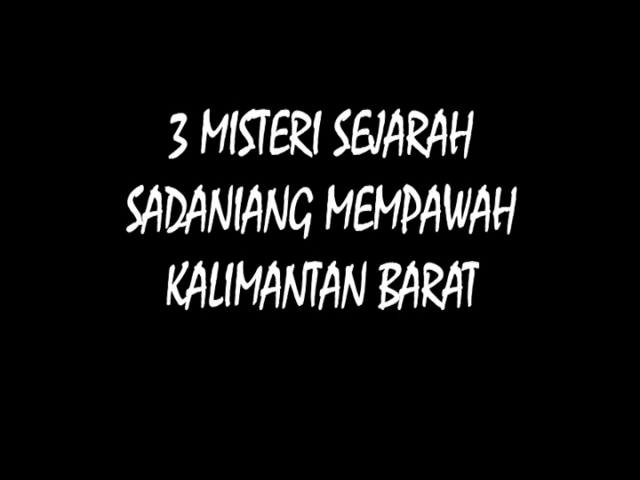 3 MISTERI SEJARAH
SADANIANG MEMPAWAH
KALIMANTAN BARAT